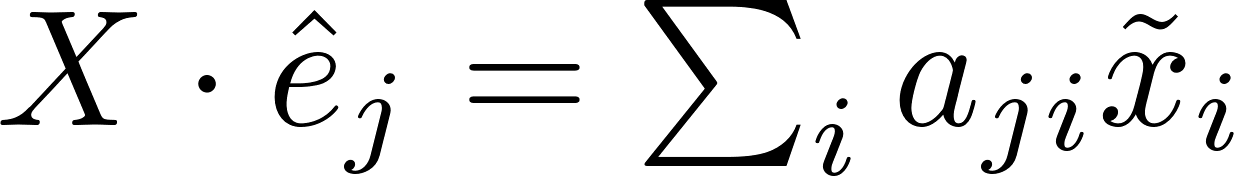 X · ê_j = ∑_i a_{ji} x̃_i